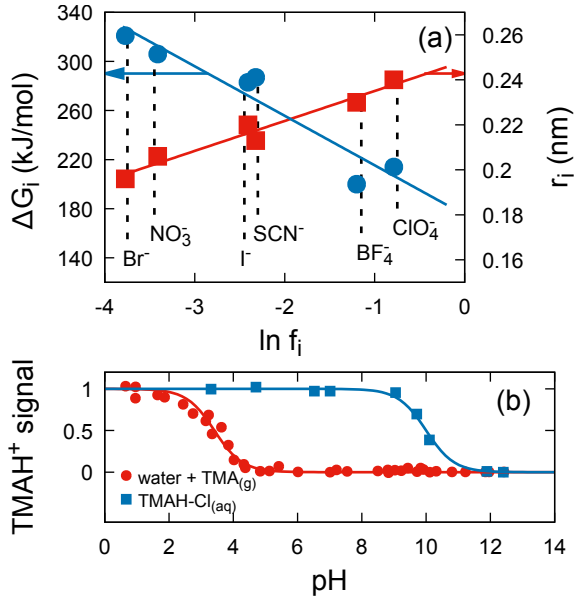 (a)
ΔG_i (kJ/mol)
340
300
260
220
180
140
0.26
0.24
0.22
0.2
0.18
0.16
r_i (nm)
Br⁻
NO₃⁻
I⁻
SCN⁻
BF₄⁻
ClO₄⁻
-4 -3 -2 -1 0
ln f_i
(b)
TMAH⁺ signal
1
0.5
0
water + TMA₍g₎
TMAH-Cl₍aq₎
0 2 4 6 8 10 12 14
pH